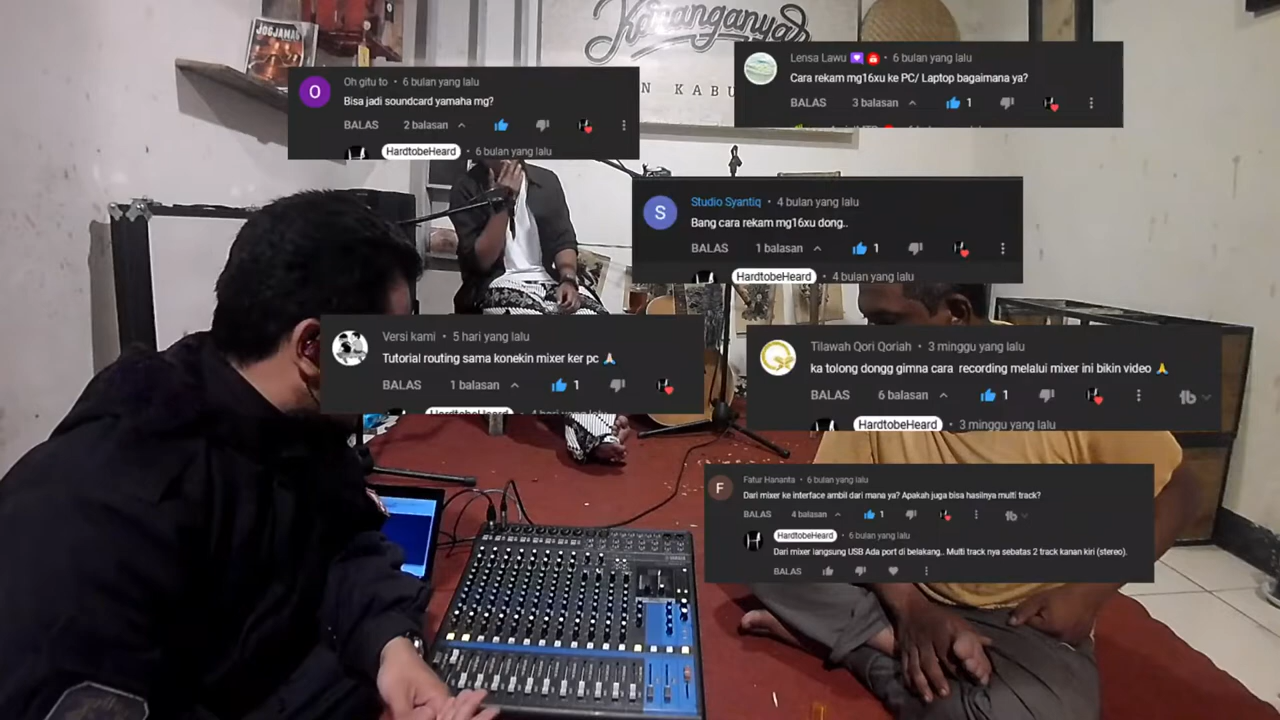 JOGJAMAS
Karanganyar
N KABU
Oh gitu to • 6 bulan yang lalu
Bisa jadi soundcard yamaha mg?
BALAS 2 balasan
HardtobeHeard • 6 bulan yang lalu
Lensa Lawu • 6 bulan yang lalu
Cara rekam mg16xu ke PC/ Laptop bagaimana ya?
BALAS 3 balasan 1
Studio Syantiq • 4 bulan yang lalu
Bang cara rekam mg16xu dong..
BALAS 1 balasan 1
HardtobeHeard • 4 bulan yang lalu
Versi kami • 5 hari yang lalu
Tutorial routing sama konekin mixer ker pc 🙏
BALAS 1 balasan 1
HardtobeHeard • 4 hari yang lalu
Tilawah Qori Qoriah • 3 minggu yang lalu
ka tolong dongg gimna cara recording melalui mixer ini bikin video 🙏
BALAS 6 balasan 1
HardtobeHeard • 3 minggu yang lalu
Fatur Hananta • 6 bulan yang lalu
Dari mixer ke interface ambil dari mana ya? Apakah juga bisa hasilnya multi track?
BALAS 4 balasan 1
HardtobeHeard • 6 bulan yang lalu
Dari mixer langsung USB Ada port di belakang.. Multi track nya sebatas 2 track kanan kiri (stereo).
BALAS